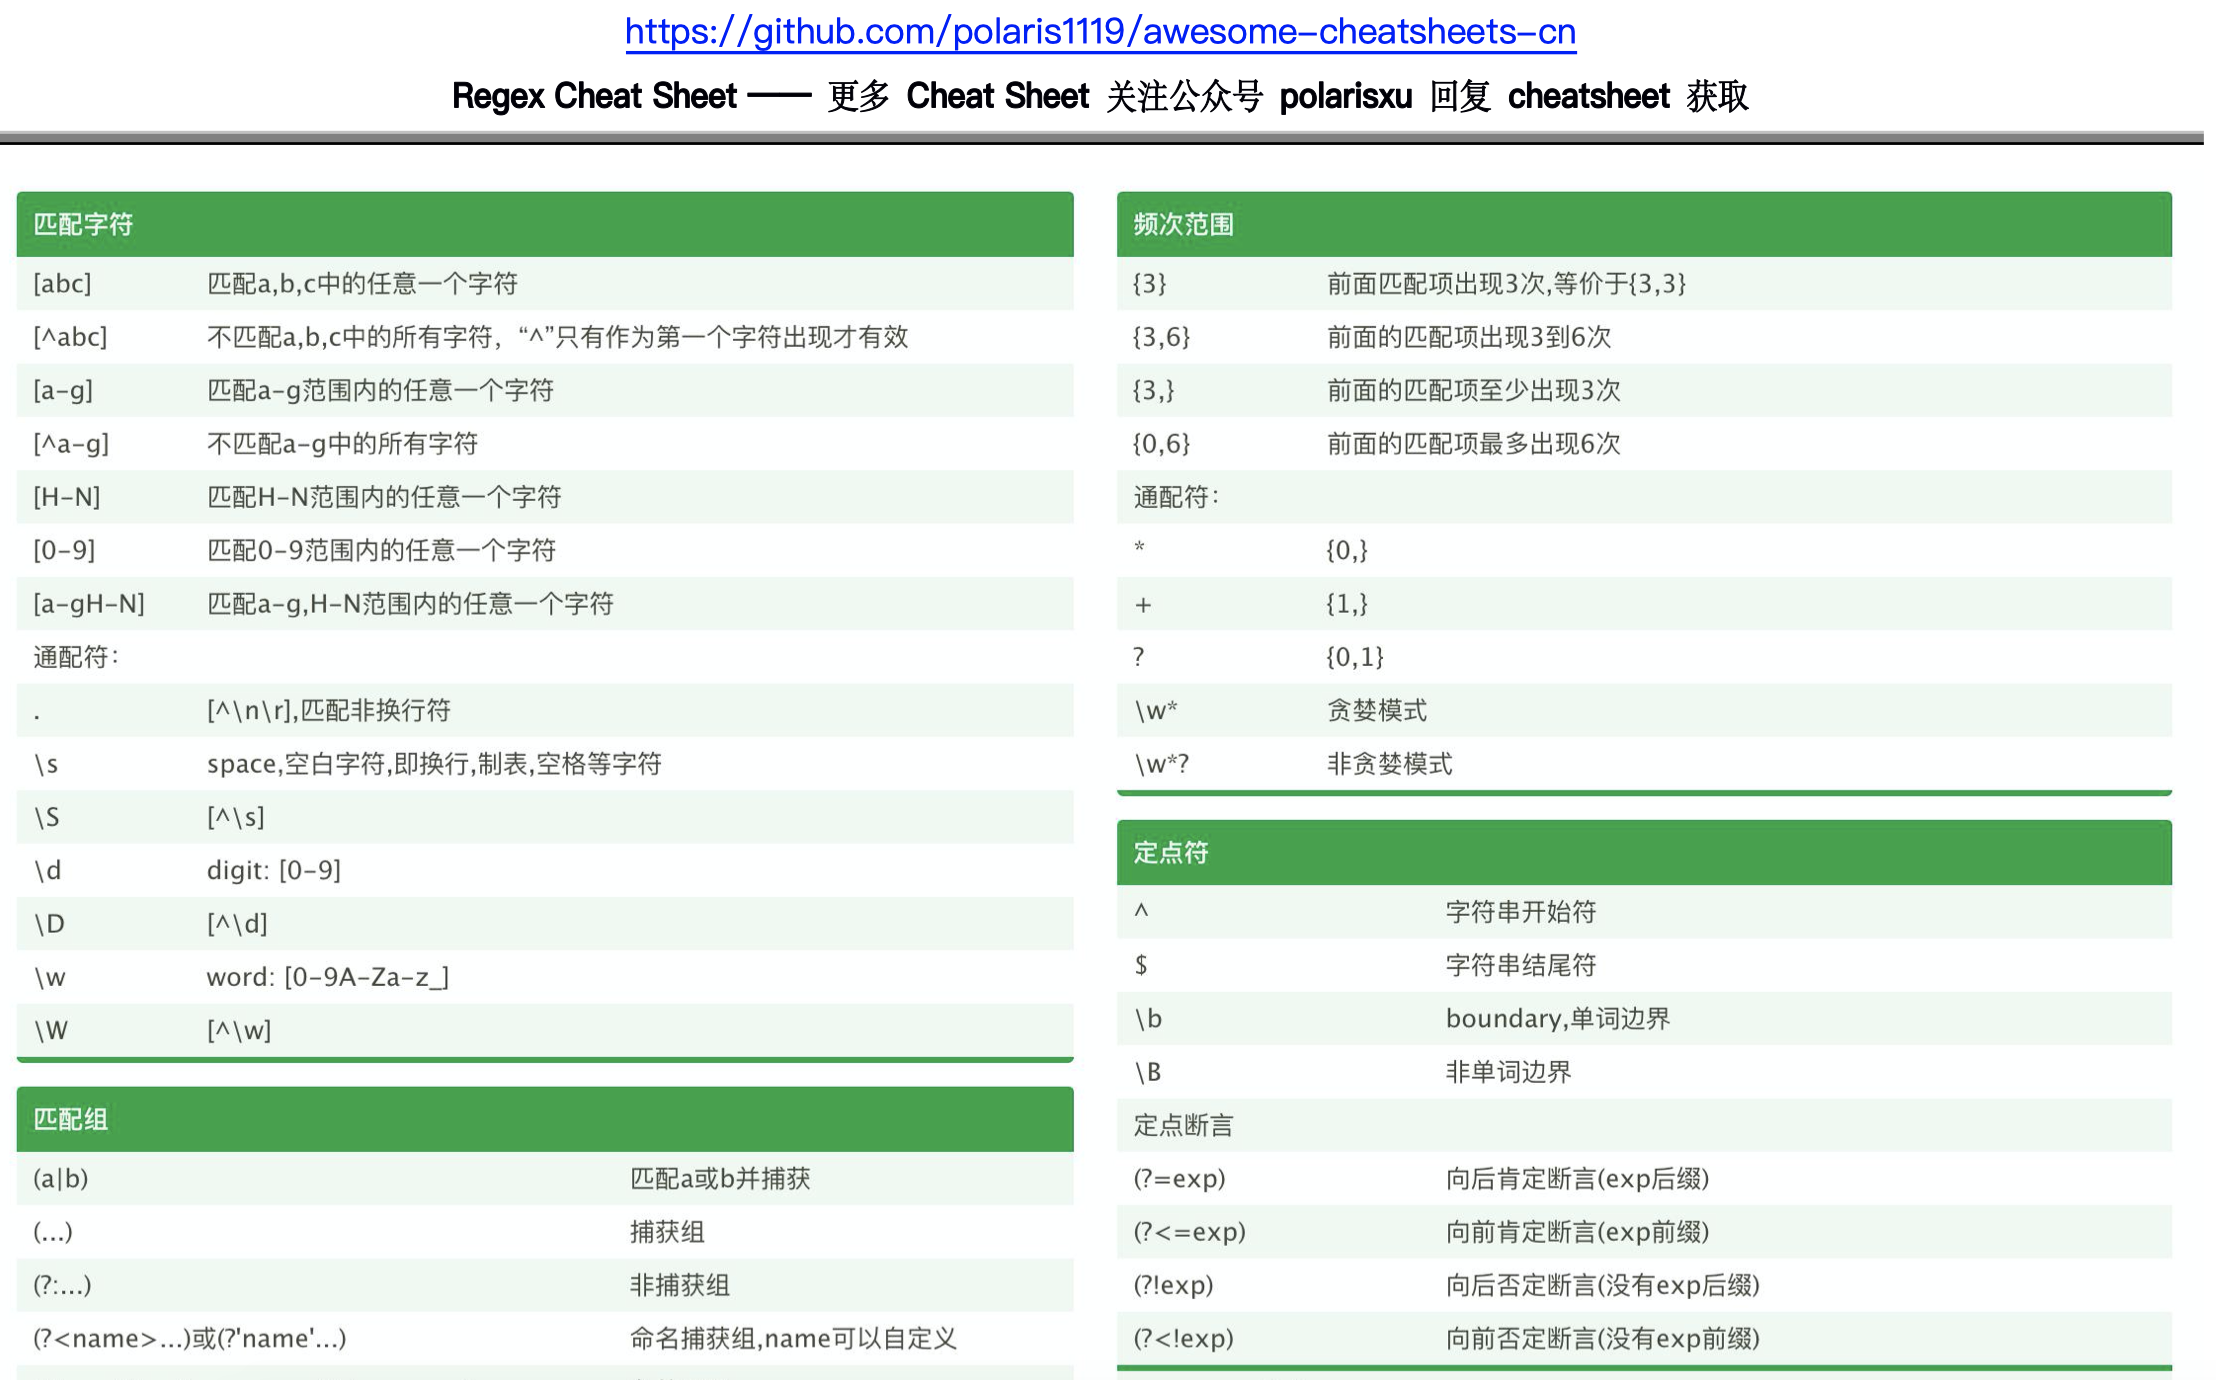 https://github.com/polaris1119/awesome-cheatsheets-cn
Regex Cheat Sheet —— 更多 Cheat Sheet 关注公众号 polarisxu 回复 cheatsheet 获取
匹配字符
[abc] 匹配a,b,c中的任意一个字符
[^abc] 不匹配a,b,c中的所有字符，“^”只有作为第一个字符出现才有效
[a-g] 匹配a-g范围内的任意一个字符
[^a-g] 不匹配a-g中的所有字符
[H-N] 匹配H-N范围内的任意一个字符
[0-9] 匹配0-9范围内的任意一个字符
[a-gH-N] 匹配a-g,H-N范围内的任意一个字符
通配符：
. [^\n\r],匹配非换行符
\s space,空白字符,即换行,制表,空格等字符
\S [^\s]
\d digit: [0-9]
\D [^\d]
\w word: [0-9A-Za-z_]
\W [^\w]
匹配组
(a|b) 匹配a或b并捕获
(...) 捕获组
(?:...) 非捕获组
(?<name>...)或(?'name'...) 命名捕获组,name可以自定义
频次范围
{3} 前面匹配项出现3次,等价于{3,3}
{3,6} 前面的匹配项出现3到6次
{3,} 前面的匹配项至少出现3次
{0,6} 前面的匹配项最多出现6次
通配符：
* {0,}
+ {1,}
? {0,1}
\w* 贪婪模式
\w*? 非贪婪模式
定点符
^ 字符串开始符
$ 字符串结尾符
\b boundary,单词边界
\B 非单词边界
定点断言
(?=exp) 向后肯定断言(exp后缀)
(?<=exp) 向前肯定断言(exp前缀)
(?!exp) 向后否定断言(没有exp后缀)
(?<!exp) 向前否定断言(没有exp前缀)